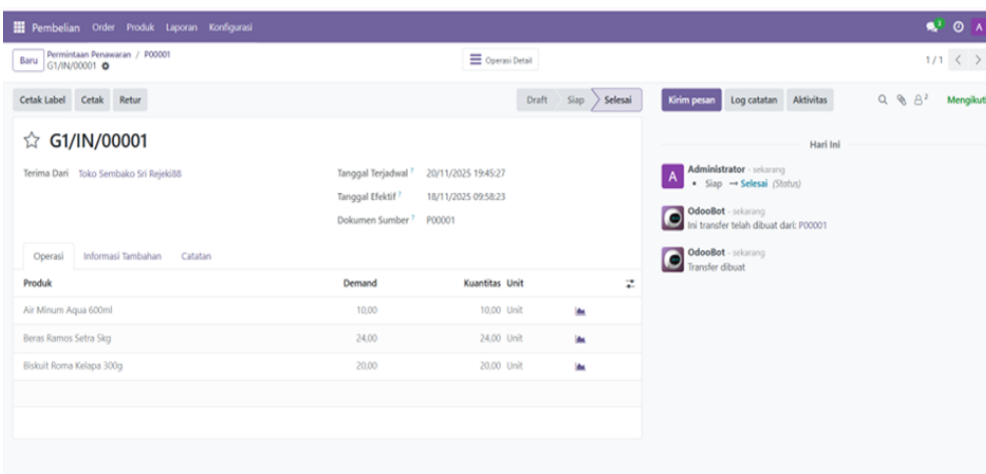 Pembelian Order Produk Laporan Konfigurasi
3
A
Baru
Permintaan Penawaran / P00001
G1/IN/00001
Operasi Detail
1 / 1
Cetak Label Cetak Retur
Draft Siap Selesai
Kirim pesan Log catatan Aktivitas
2
Mengikuti
G1/IN/00001
Terima Dari Toko Sembako Sri Rejeki88
Tanggal Terjadwal ? 20/11/2025 19:45:27
Tanggal Efektif ? 18/11/2025 09:58:23
Dokumen Sumber ? P00001
Operasi Informasi Tambahan Catatan
Produk Demand Kuantitas Unit
Air Minum Aqua 600ml 10,00 10,00 Unit
Beras Ramos Setra 5kg 24,00 24,00 Unit
Biskuit Roma Kelapa 300g 20,00 20,00 Unit
Hari Ini
A
Administrator - sekarang
• Siap → Selesai (Status)
OdooBot - sekarang
Ini transfer telah dibuat dari: P00001
OdooBot - sekarang
Transfer dibuat